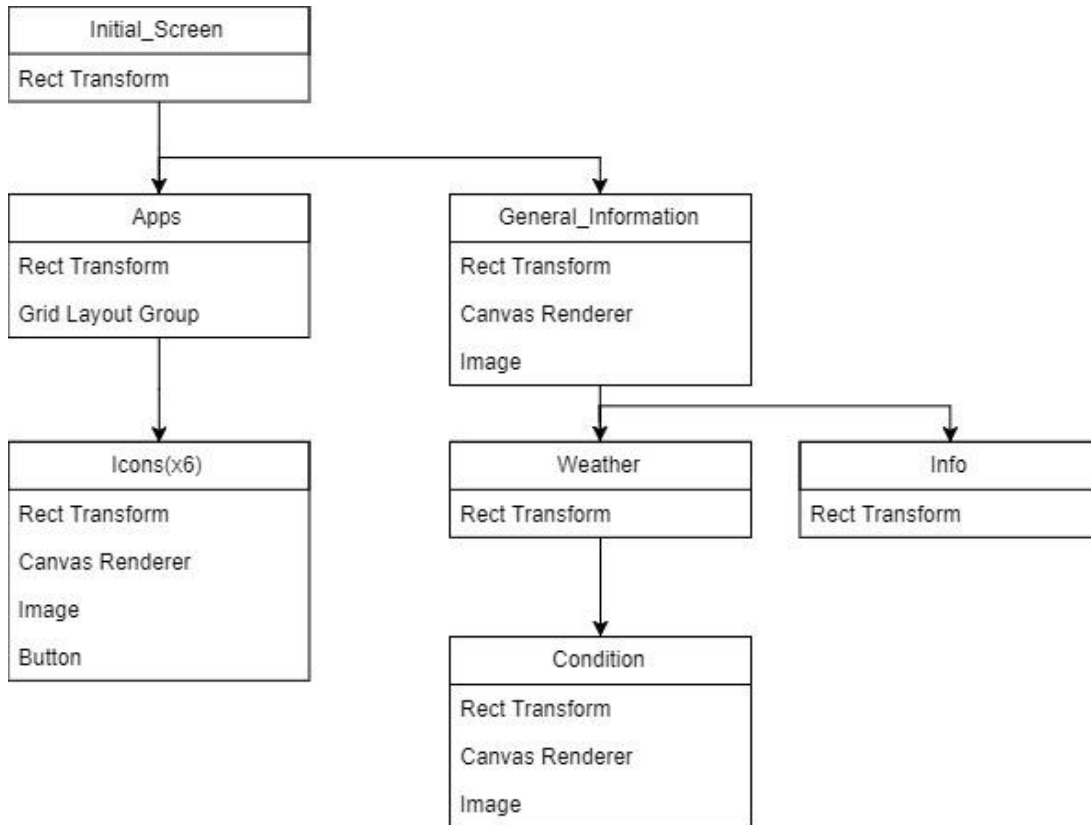 Initial_Screen
Rect Transform
Apps
Rect Transform
Grid Layout Group
General_Information
Rect Transform
Canvas Renderer
Image
Icons(x6)
Rect Transform
Canvas Renderer
Image
Button
Weather
Rect Transform
Info
Rect Transform
Condition
Rect Transform
Canvas Renderer
Image